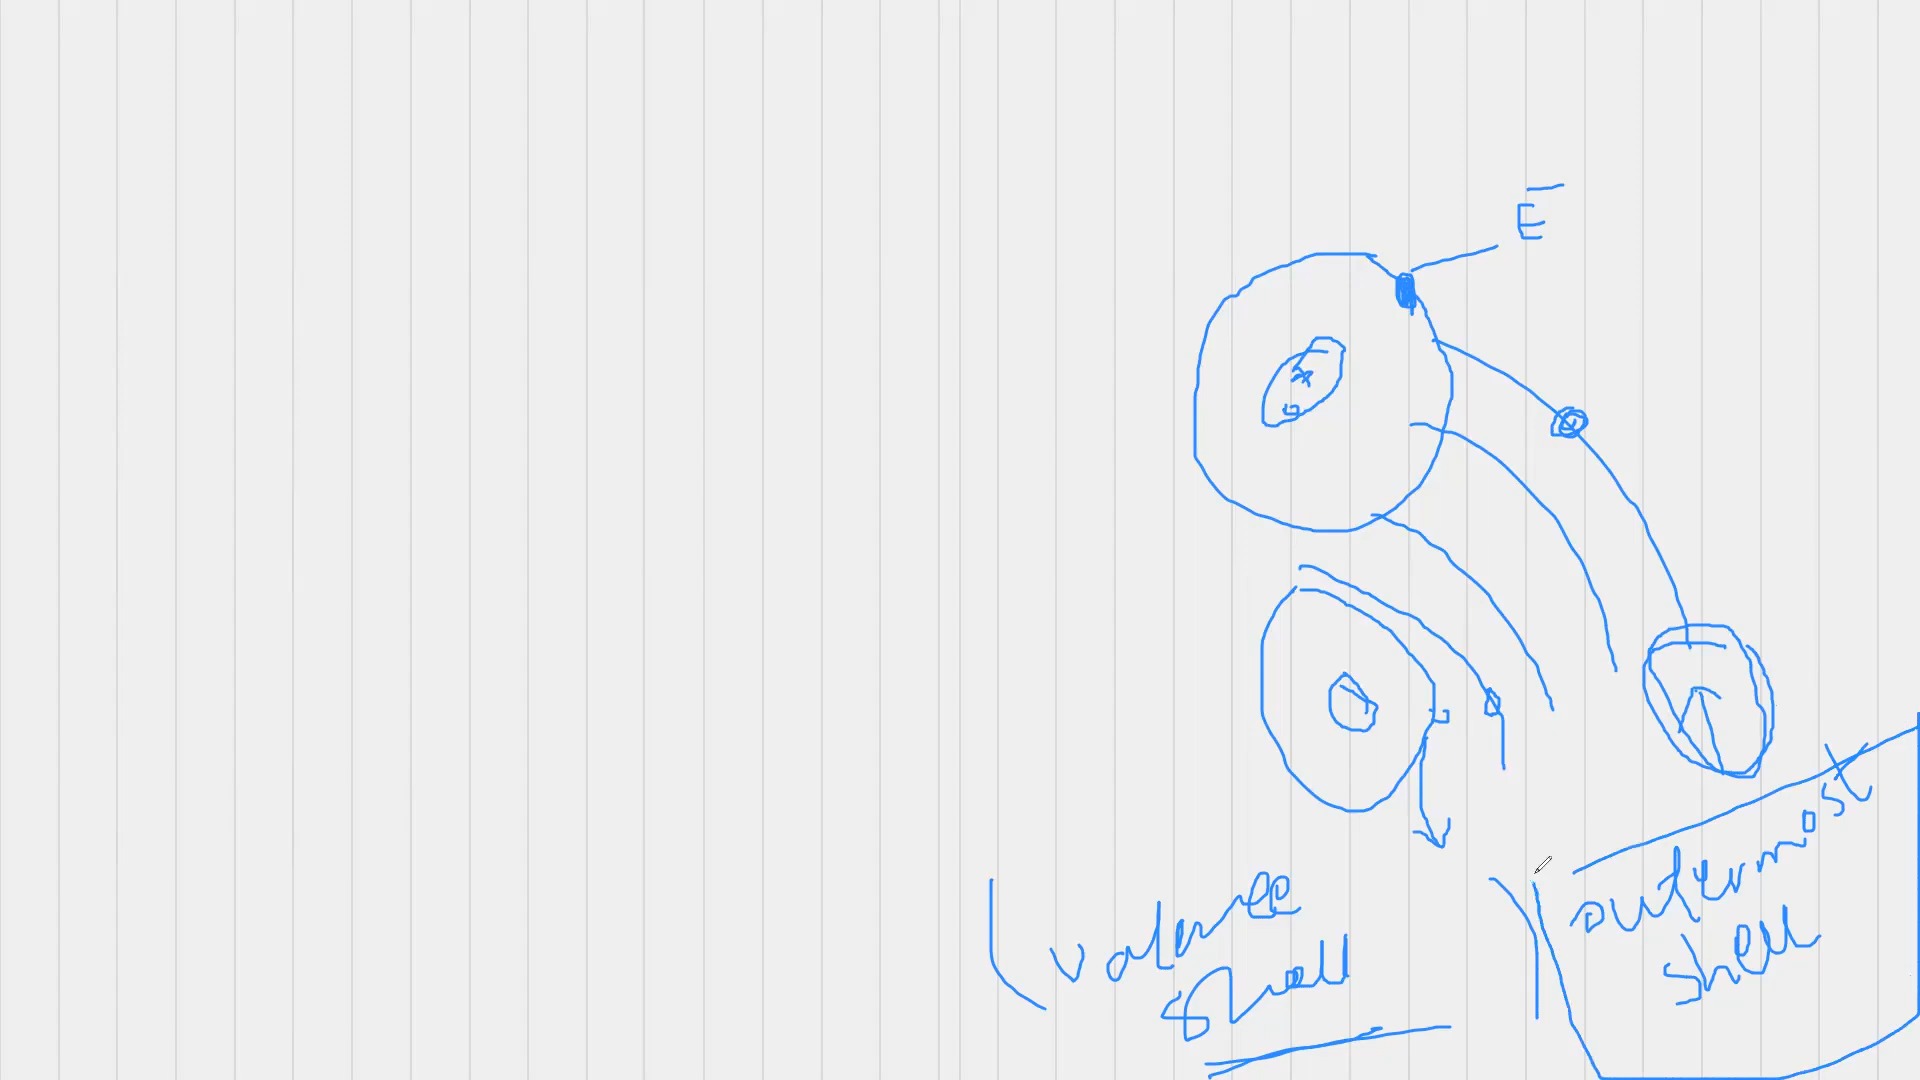 E
outermost
shell
valence
shell